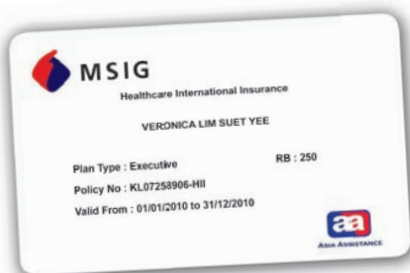 MSIG
Healthcare International Insurance
VERONICA LIM SUET YEE
Plan Type : Executive RB : 250
Policy No : KL07258906-HII
Valid From : 01/01/2010 to 31/12/2010
aa
ASIA ASSISTANCE